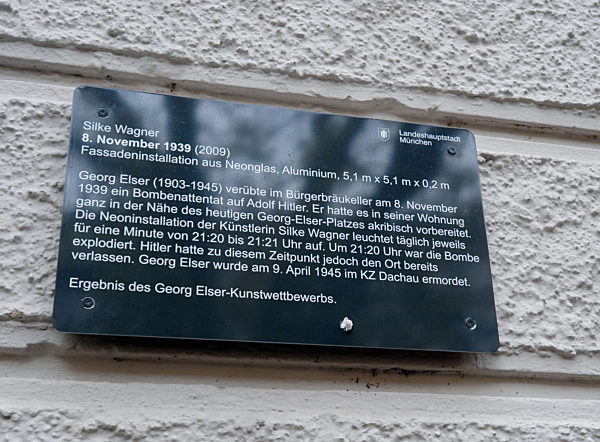 Silke Wagner
8. November 1939 (2009)
Fassadeninstallation aus Neonglas, Aluminium, 5,1 m x 5,1 m x 0,2 m
Landeshauptstadt
München
Georg Elser (1903-1945) verübte im Bürgerbräukeller am 8. November
1939 ein Bombenattentat auf Adolf Hitler. Er hatte es in seiner Wohnung
ganz in der Nähe des heutigen Georg-Elser-Platzes akribisch vorbereitet.
Die Neoninstallation der Künstlerin Silke Wagner leuchtet täglich jeweils
für eine Minute von 21:20 bis 21:21 Uhr auf. Um 21:20 Uhr war die Bombe
explodiert. Hitler hatte zu diesem Zeitpunkt jedoch den Ort bereits
verlassen. Georg Elser wurde am 9. April 1945 im KZ Dachau ermordet.
Ergebnis des Georg Elser-Kunstwettbewerbs.